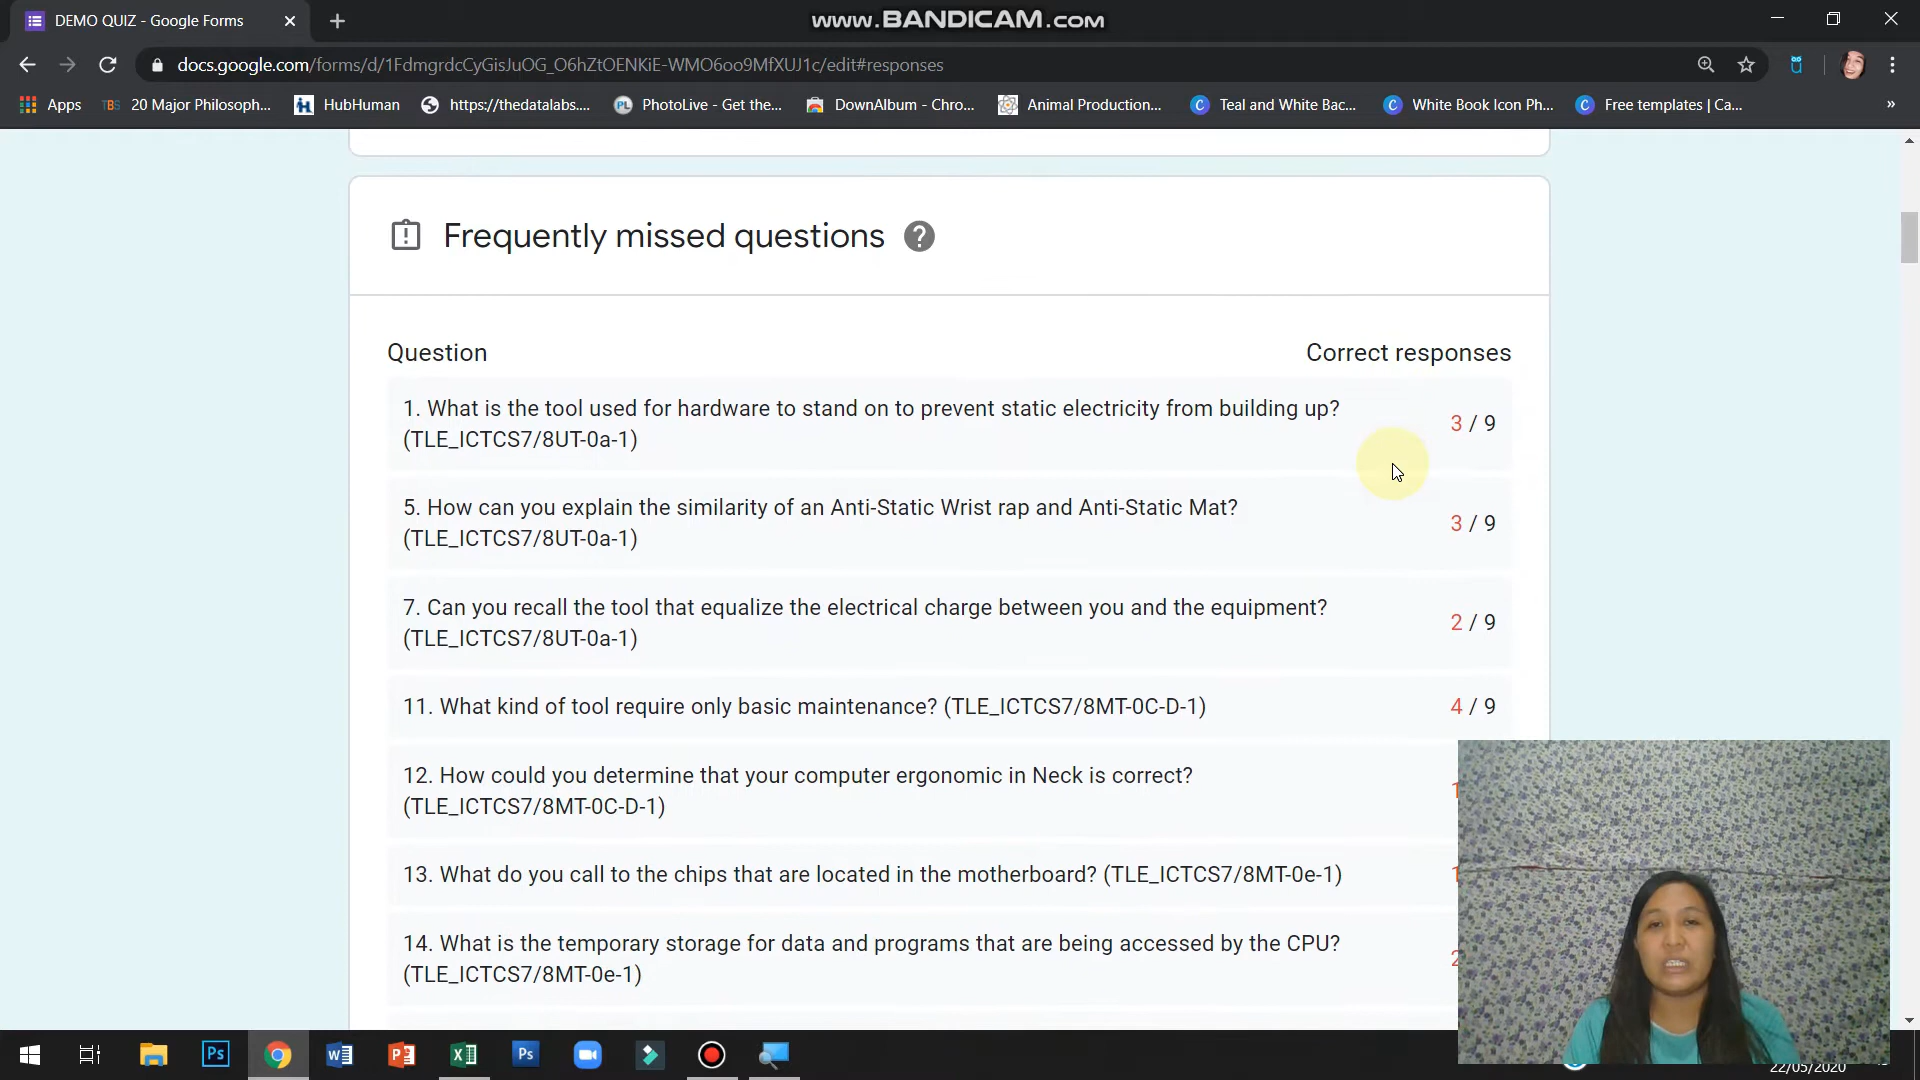 DEMO QUIZ - Google Forms
www.BANDICAM.com
docs.google.com/forms/d/1FdmgrdcCyGisJuOG_O6hZtOENKiE-WMO6oo9MfXUJ1c/edit#responses
Apps
TBS 20 Major Philosoph...
HubHuman
https://thedatalabs....
PL PhotoLive - Get the...
DownAlbum - Chro...
Animal Production...
C Teal and White Bac...
C White Book Icon Ph...
C Free templates | Ca...
»
Frequently missed questions ?
Question Correct responses
1. What is the tool used for hardware to stand on to prevent static electricity from building up?
(TLE_ICTCS7/8UT-0a-1)
3 / 9
5. How can you explain the similarity of an Anti-Static Wrist rap and Anti-Static Mat?
(TLE_ICTCS7/8UT-0a-1)
3 / 9
7. Can you recall the tool that equalize the electrical charge between you and the equipment?
(TLE_ICTCS7/8UT-0a-1)
2 / 9
11. What kind of tool require only basic maintenance? (TLE_ICTCS7/8MT-0C-D-1) 4 / 9
12. How could you determine that your computer ergonomic in Neck is correct?
(TLE_ICTCS7/8MT-0C-D-1)
13. What do you call to the chips that are located in the motherboard? (TLE_ICTCS7/8MT-0e-1)
14. What is the temporary storage for data and programs that are being accessed by the CPU?
(TLE_ICTCS7/8MT-0e-1)
Ps
Ps
22/05/2020